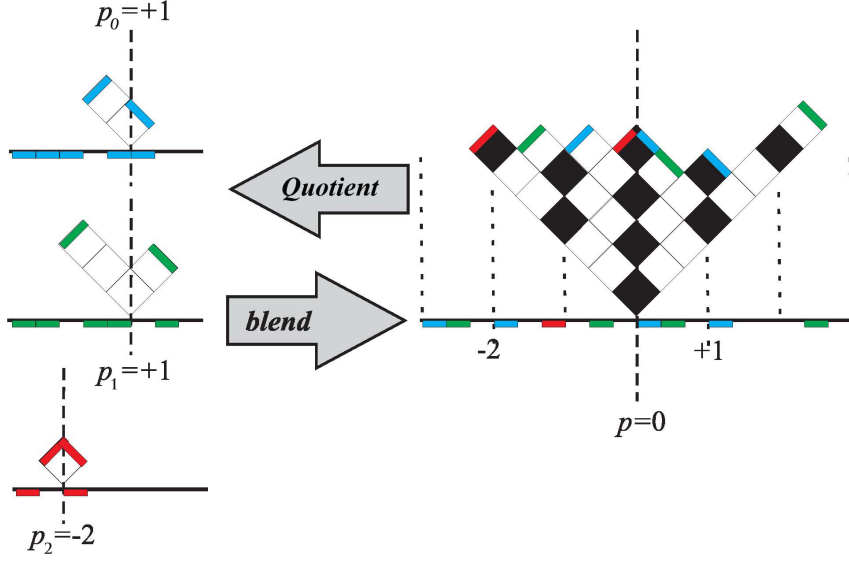 p₀=+1
Quotient
blend
-2
+1
p₁=+1
p=0
p₂=-2